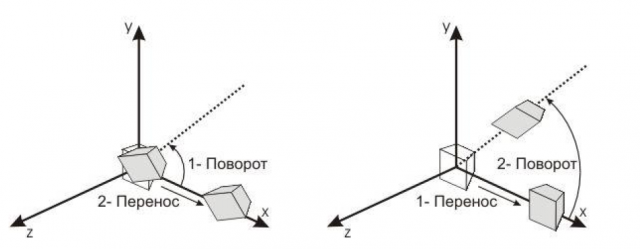 y
1- Поворот
2- Перенос
x
z
y
2- Поворот
1- Перенос
x
z